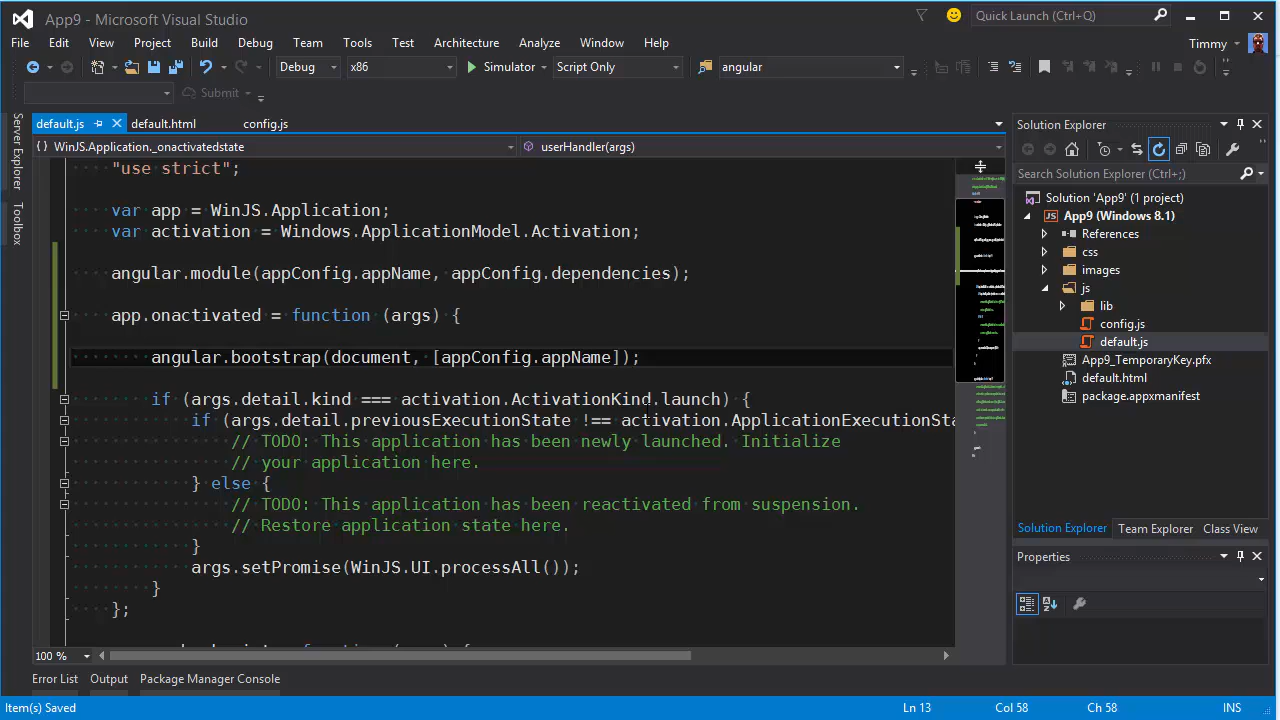 App9 - Microsoft Visual Studio
Quick Launch (Ctrl+Q)
File Edit View Project Build Debug Team Tools Test Architecture Analyze Window Help
Timmy
Debug x86 Simulator Script Only angular
Submit
Server Explorer
Toolbox
default.js default.html config.js
WinJS.Application._onactivatedstate userHandler(args)
"use strict";
var app = WinJS.Application;
var activation = Windows.ApplicationModel.Activation;
angular.module(appConfig.appName, appConfig.dependencies);
app.onactivated = function (args) {
angular.bootstrap(document, [appConfig.appName]);
if (args.detail.kind === activation.ActivationKind.launch) {
if (args.detail.previousExecutionState !== activation.ApplicationExecutionSta
// TODO: This application has been newly launched. Initialize
// your application here.
} else {
// TODO: This application has been reactivated from suspension.
// Restore application state here.
}
args.setPromise(WinJS.UI.processAll());
}
};
100 %
Solution Explorer
Search Solution Explorer (Ctrl+;)
Solution 'App9' (1 project)
App9 (Windows 8.1)
References
css
images
js
lib
config.js
default.js
App9_TemporaryKey.pfx
default.html
package.appxmanifest
Solution Explorer Team Explorer Class View
Properties
Error List Output Package Manager Console
Item(s) Saved Ln 13 Col 58 Ch 58 INS